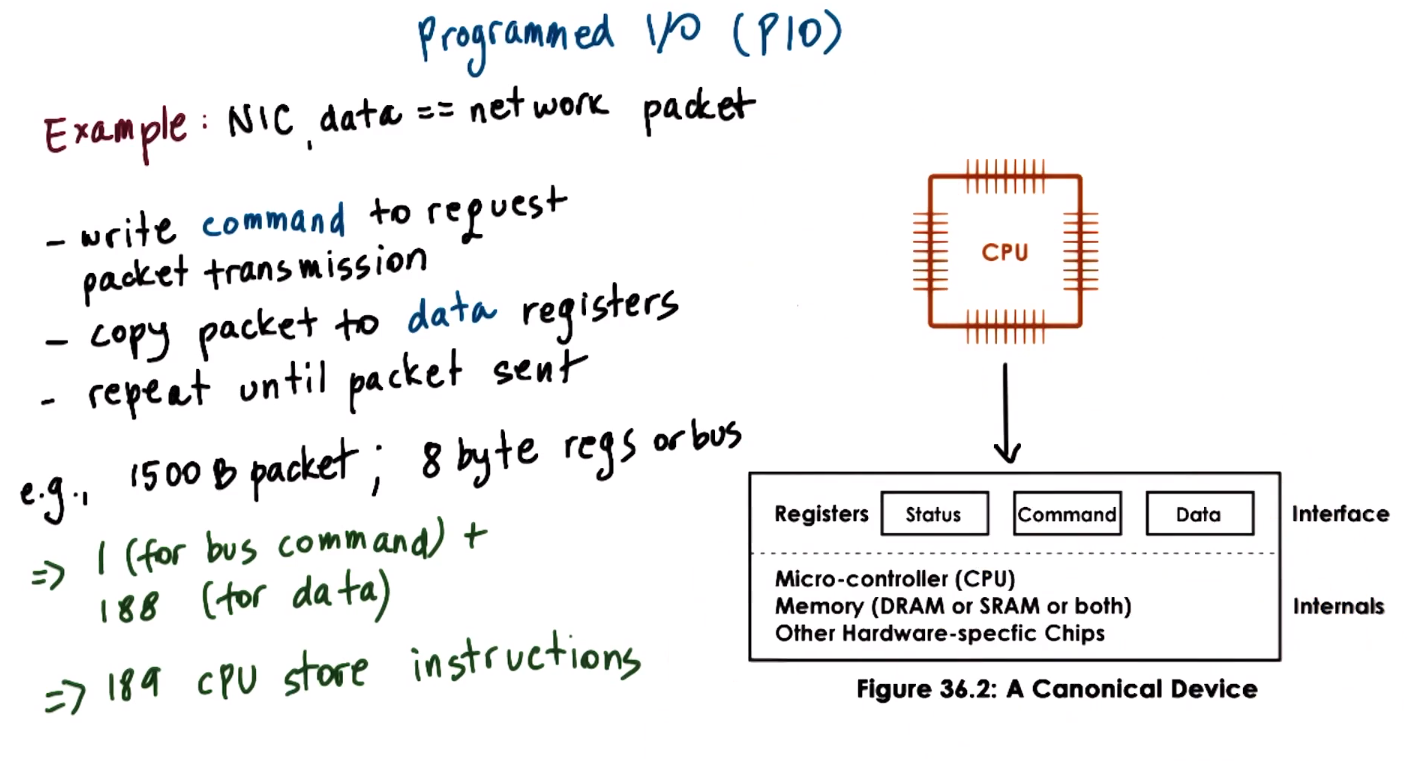 Programmed I/O (PIO)
Example: NIC, data == network packet
- write command to request
packet transmission
- copy packet to data registers
- repeat until packet sent
e.g., 1500 B packet; 8 byte regs or bus
=> 1 (for bus command) +
188 (for data)
=> 189 CPU store instructions
CPU
Registers Status Command Data Interface
Micro-controller (CPU)
Memory (DRAM or SRAM or both) Internals
Other Hardware-specfic Chips
Figure 36.2: A Canonical Device